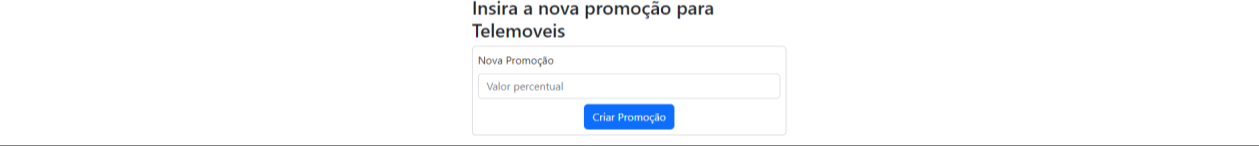 Insira a nova promoção para
Telemoveis
Nova Promoção
Valor percentual
Criar Promoção